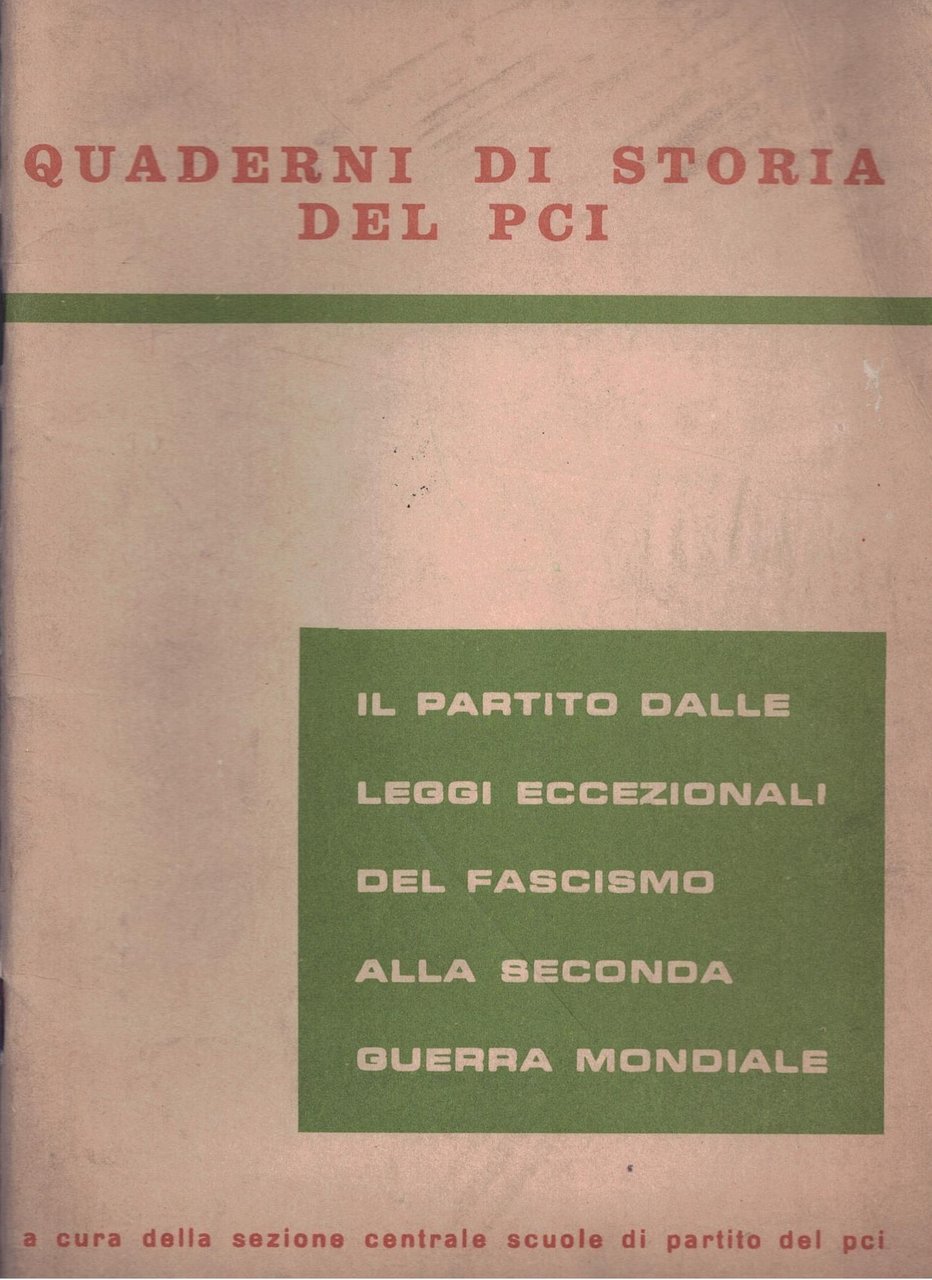 QUADERNI DI STORIA
DEL PCI
IL PARTITO DALLE
LEGGI ECCEZIONALI
DEL FASCISMO
ALLA SECONDA
GUERRA MONDIALE
a cura della sezione centrale scuole di partito del pci